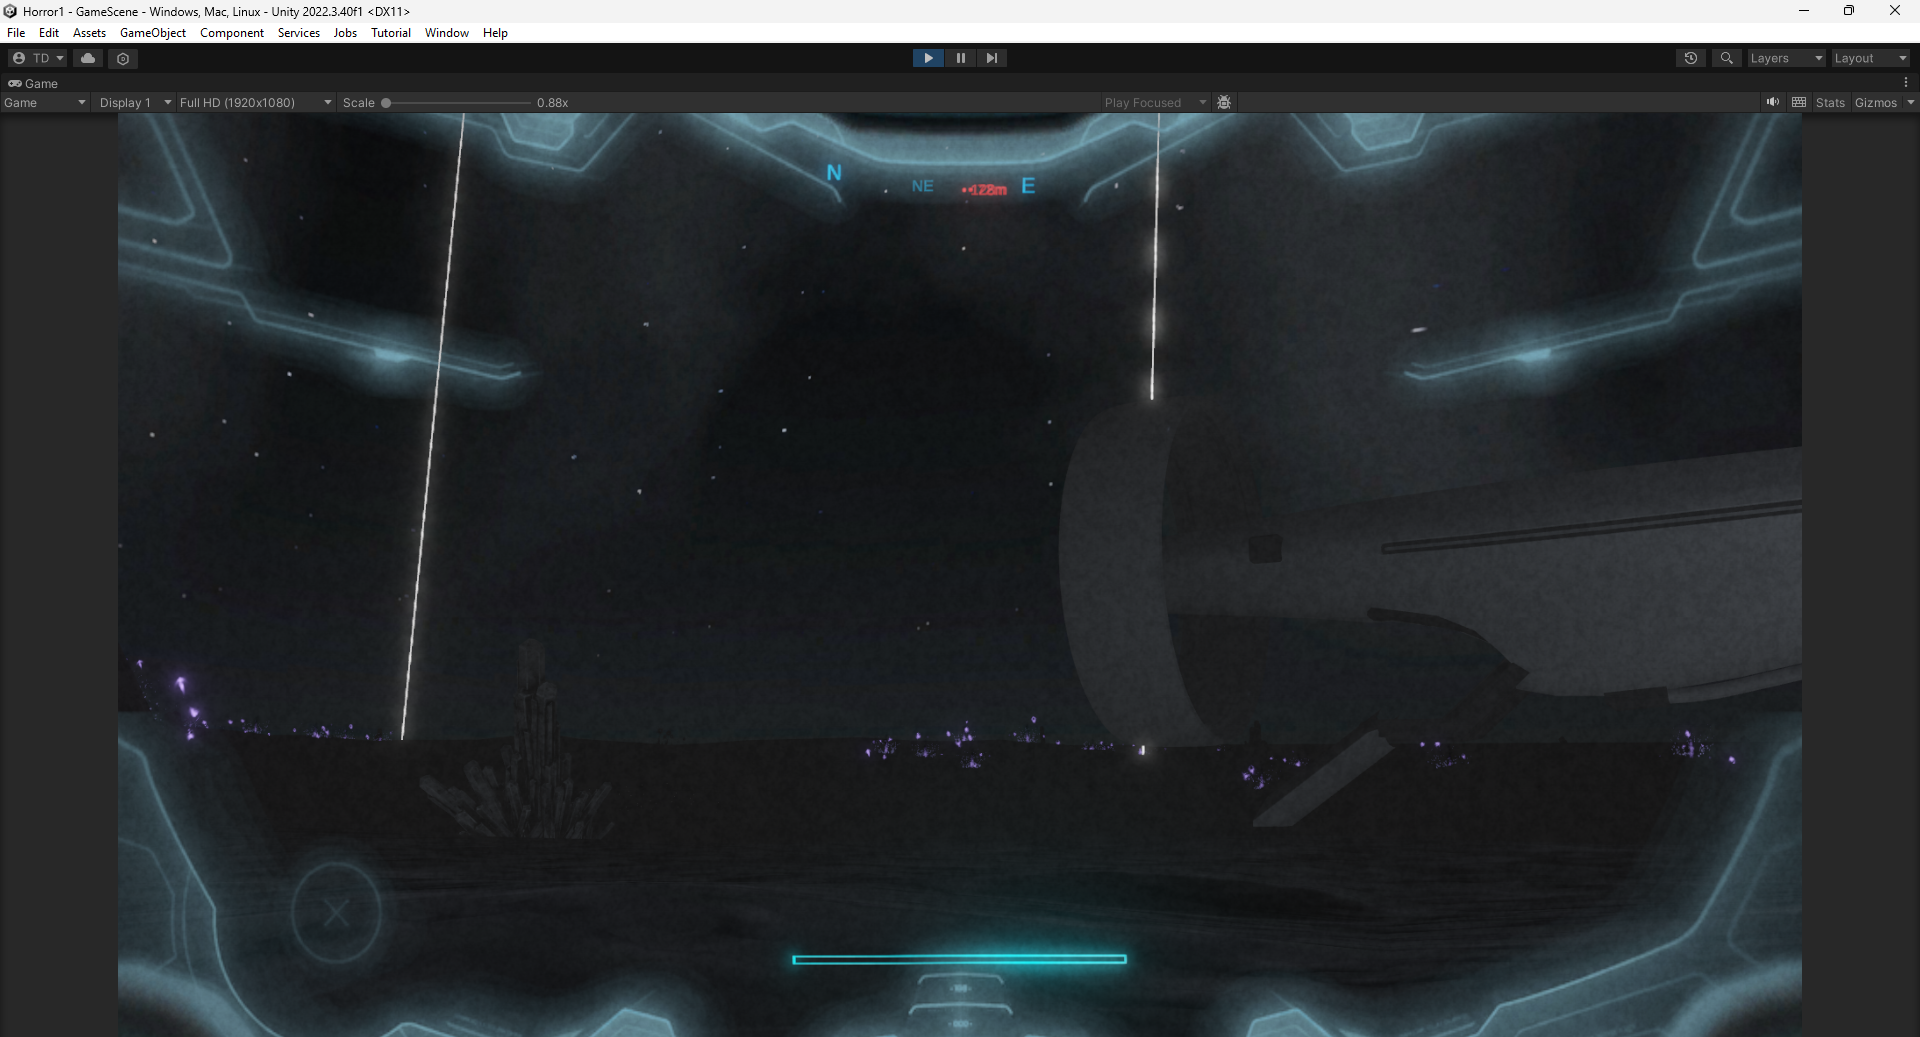 Horror1 - GameScene - Windows, Mac, Linux - Unity 2022.3.40f1 <DX11>
File Edit Assets GameObject Component Services Jobs Tutorial Window Help
TD Layers Layout
Game
Game Display 1 Full HD (1920x1080) Scale 0.88x Play Focused Stats Gizmos
N NE -128m E